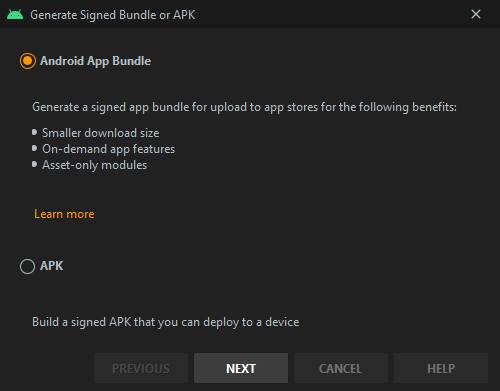 Generate Signed Bundle or APK
Android App Bundle
Generate a signed app bundle for upload to app stores for the following benefits:
• Smaller download size
• On-demand app features
• Asset-only modules
Learn more
APK
Build a signed APK that you can deploy to a device
PREVIOUS NEXT CANCEL HELP